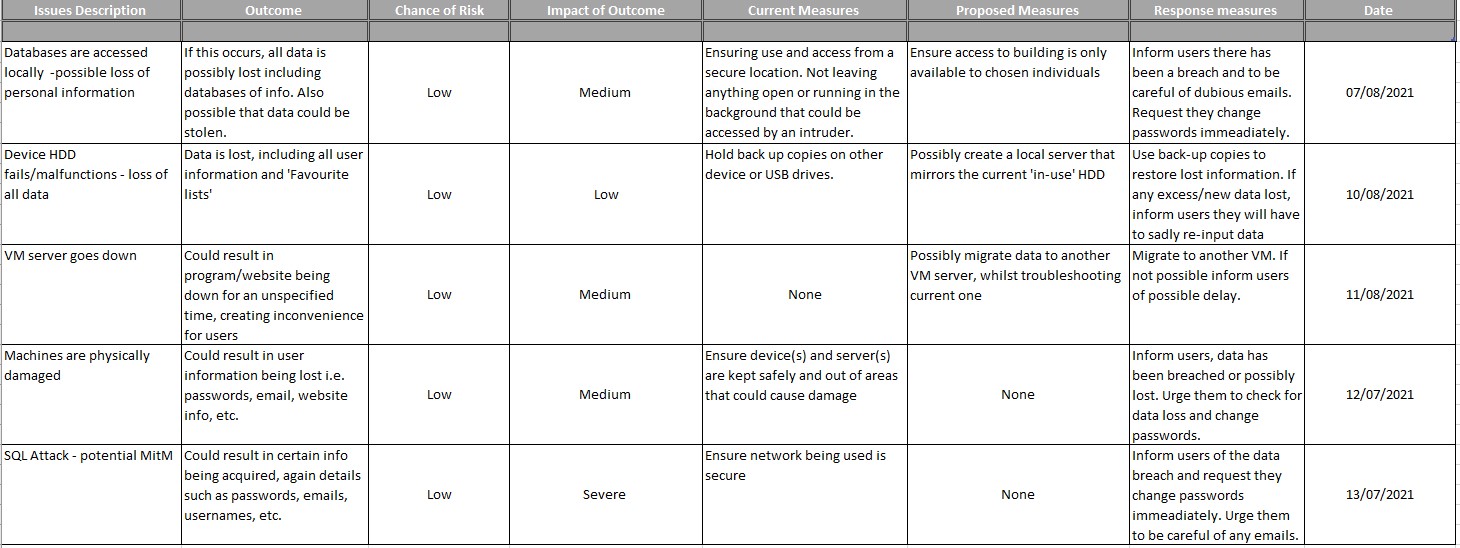 Issues Description
Outcome
Chance of Risk
Impact of Outcome
Current Measures
Proposed Measures
Response measures
Date
Databases are accessed
locally -possible loss of
personal information
If this occurs, all data is
possibly lost including
databases of info. Also
possible that data could be
stolen.
Low
Medium
Ensuring use and access from a
secure location. Not leaving
anything open or running in the
background that could be
accessed by an intruder.
Ensure access to building is only
available to chosen individuals
Inform users there has
been a breach and to be
careful of dubious emails.
Request they change
passwords immeadiately.
07/08/2021
Device HDD
fails/malfunctions - loss of
all data
Data is lost, including all user
information and 'Favourite
lists'
Low
Low
Hold back up copies on other
device or USB drives.
Possibly create a local server that
mirrors the current 'in-use' HDD
Use back-up copies to
restore lost information. If
any excess/new data lost,
inform users they will have
to sadly re-input data
10/08/2021
VM server goes down
Could result in
program/website being
down for an unspecified
time, creating inconvenience
for users
Low
Medium
None
Possibly migrate data to another
VM server, whilst troubleshooting
current one
Migrate to another VM. If
not possible inform users
of possible delay.
11/08/2021
Machines are physically
damaged
Could result in user
information being lost i.e.
passwords, email, website
info, etc.
Low
Medium
Ensure device(s) and server(s)
are kept safely and out of areas
that could cause damage
None
Inform users, data has
been breached or possibly
lost. Urge them to check for
data loss and change
passwords.
12/07/2021
SQL Attack - potential MitM
Could result in certain info
being acquired, again details
such as passwords, emails,
usernames, etc.
Low
Severe
Ensure network being used is
secure
None
Inform users of the data
breach and request they
change passwords
immeadiately. Urge them
to be careful of any emails.
13/07/2021